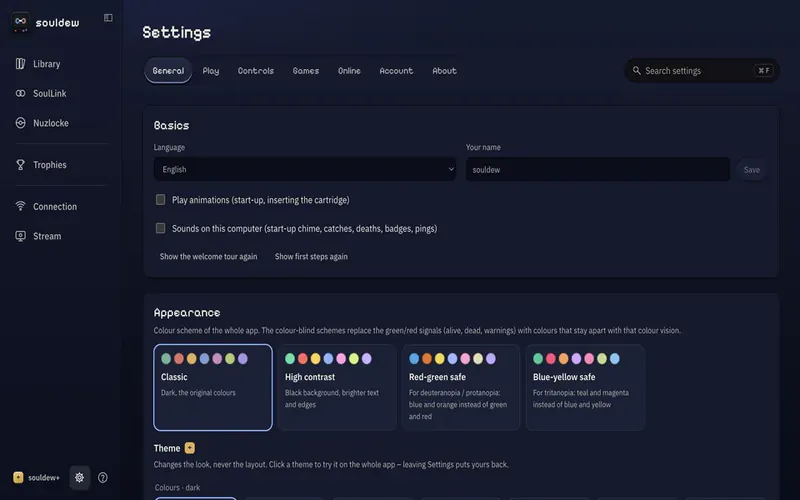 souldew
Library
SoulLink
Nuzlocke
Trophies
Connection
Stream
souldew+
Settings
General Play Controls Games Online Account About
Search settings ⌘ F
Basics
Language Your name
English souldew Save
Play animations (start-up, inserting the cartridge)
Sounds on this computer (start-up chime, catches, deaths, badges, pings)
Show the welcome tour again Show first steps again
Appearance
Colour scheme of the whole app. The colour-blind schemes replace the green/red signals (alive, dead, warnings) with colours that stay apart with that colour vision.
Classic
Dark, the original colours
High contrast
Black background, brighter text
and edges
Red-green safe
For deuteranopia / protanopia:
blue and orange instead of green
and red
Blue-yellow safe
For tritanopia: teal and magenta
instead of blue and yellow
Theme
Changes the look, never the layout. Click a theme to try it on the whole app – leaving Settings puts yours back.
Colours · dark